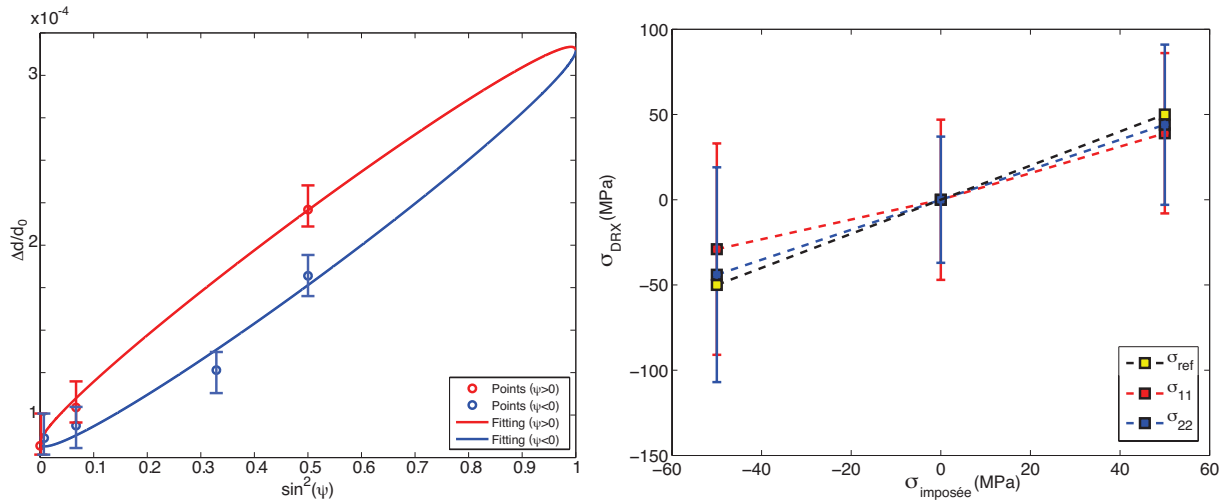 x10⁻⁴
3
2
1
Δd/d₀
0 0.1 0.2 0.3 0.4 0.5 0.6 0.7 0.8 0.9 1
sin²(ψ)
Points (ψ>0)
Points (ψ<0)
Fitting (ψ>0)
Fitting (ψ<0)
100
50
0
−50
−100
−150
σDRX (MPa)
−60 −40 −20 0 20 40 60
σimposée (MPa)
σref
σ11
σ22